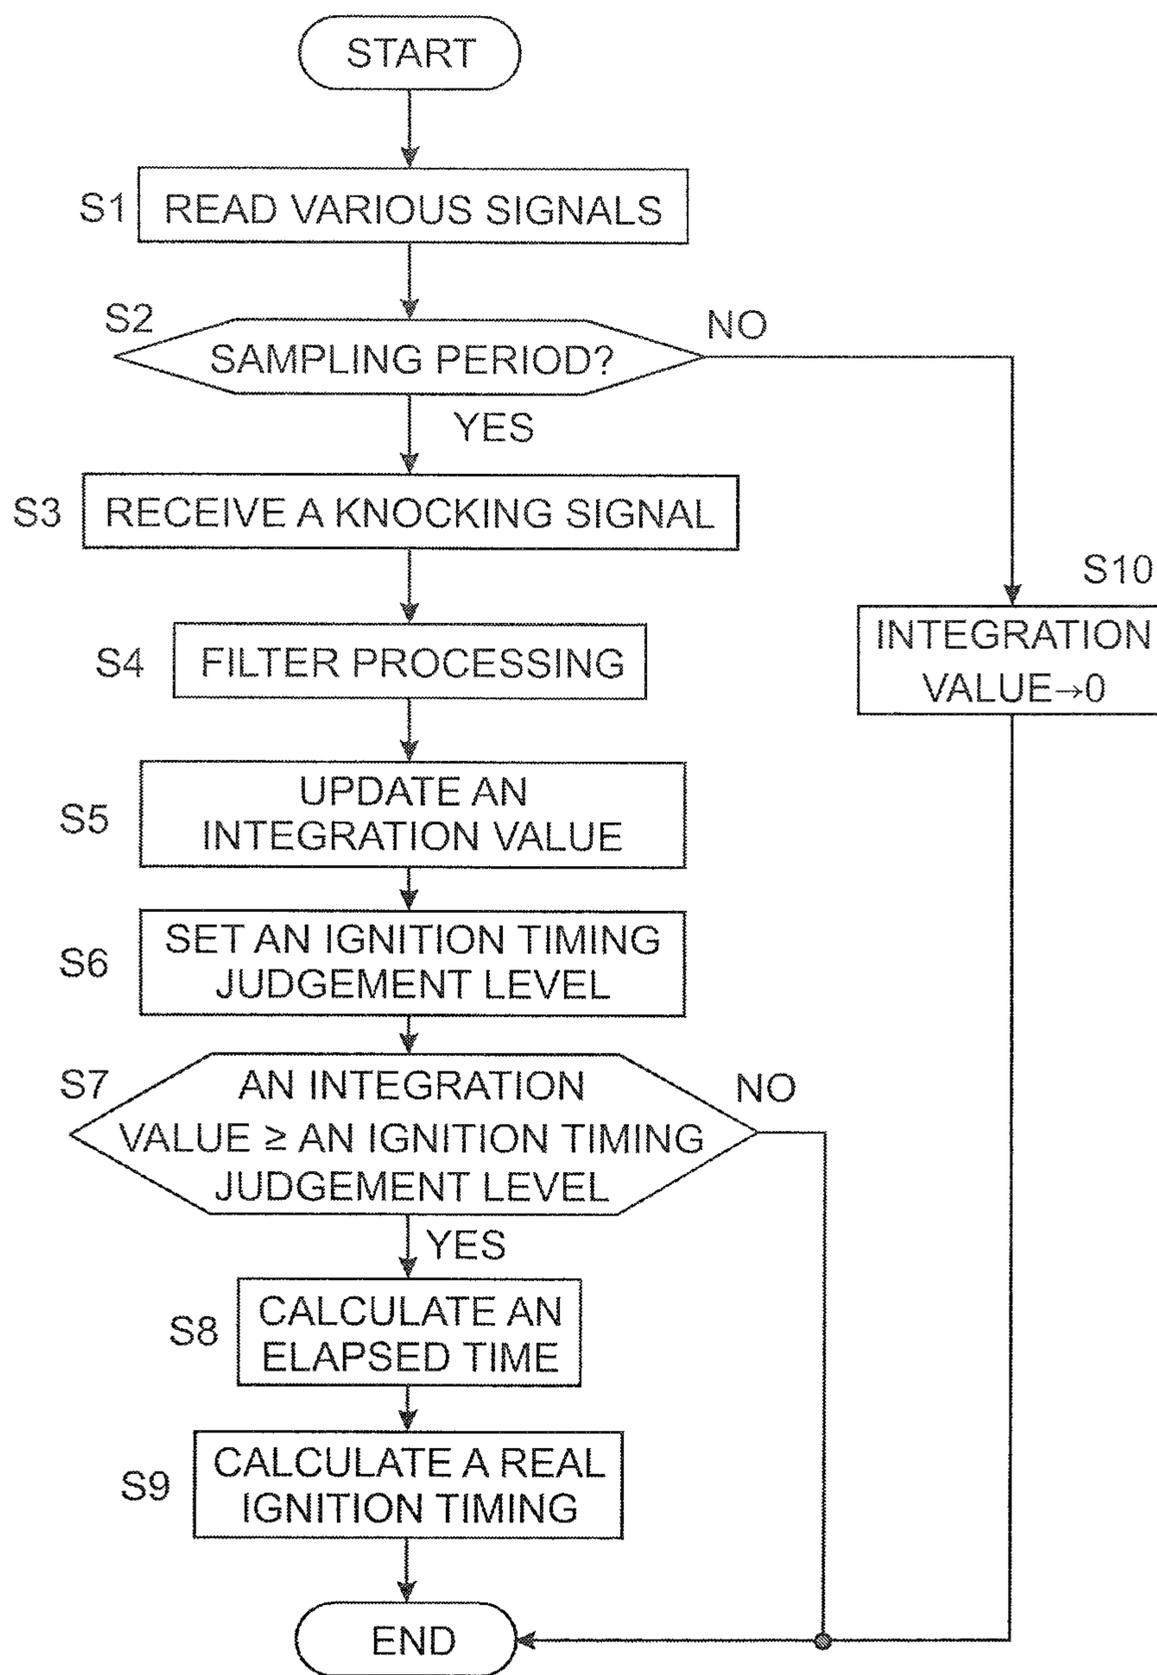 START
S1
READ VARIOUS SIGNALS
S2
SAMPLING PERIOD?
NO
YES
S3
RECEIVE A KNOCKING SIGNAL
S10
INTEGRATION
VALUE→0
S4
FILTER PROCESSING
S5
UPDATE AN
INTEGRATION VALUE
S6
SET AN IGNITION TIMING
JUDGEMENT LEVEL
S7
AN INTEGRATION
VALUE ≥ AN IGNITION TIMING
JUDGEMENT LEVEL
NO
YES
S8
CALCULATE AN
ELAPSED TIME
S9
CALCULATE A REAL
IGNITION TIMING
END